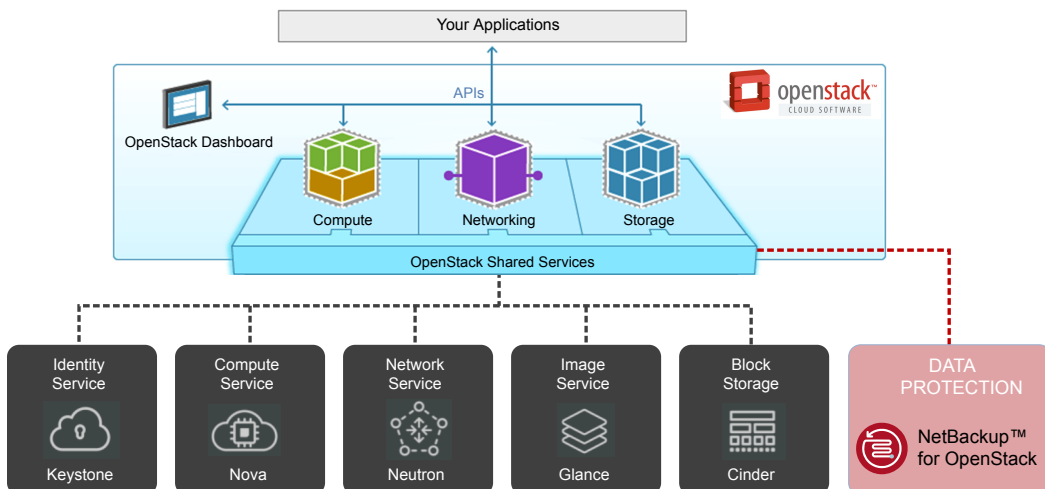 Your Applications
APIs
openstack™
CLOUD SOFTWARE
OpenStack Dashboard
Compute
Networking
Storage
OpenStack Shared Services
Identity
Service
Keystone
Compute
Service
Nova
Network
Service
Neutron
Image
Service
Glance
Block
Storage
Cinder
DATA
PROTECTION
NetBackup™
for OpenStack